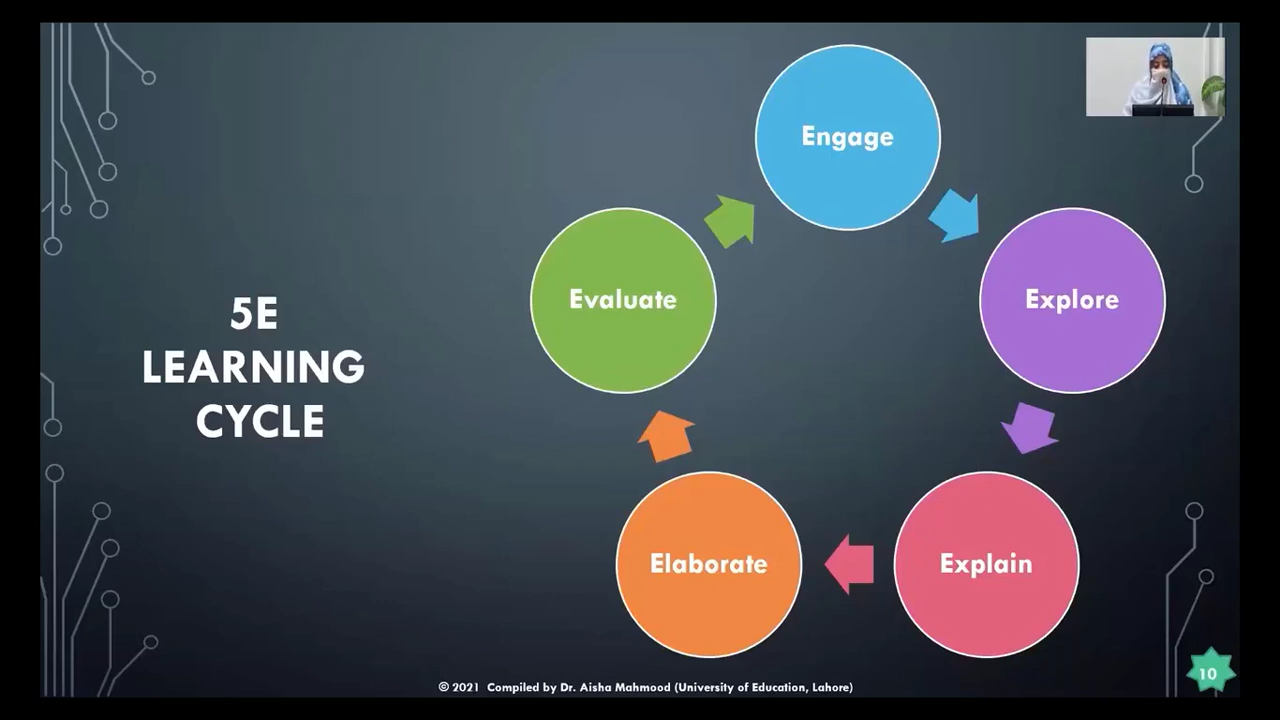 5E
LEARNING
CYCLE
Engage
Explore
Explain
Elaborate
Evaluate
© 2021 Compiled by Dr. Aisha Mahmood (University of Education, Lahore)
10